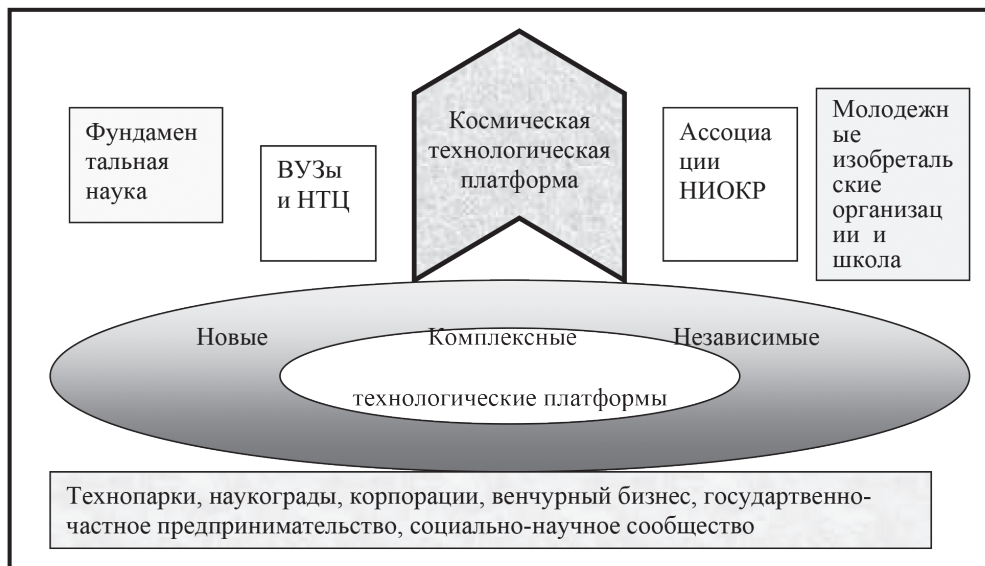 Фундамен
тальная
наука
ВУЗы
и НТЦ
Космическая
технологическая
платформа
Ассоциа
ции
НИОКР
Молодежн
ые
изобреталь
ские
организац
ии и
школа
Новые Комплексные Независимые
технологические платформы
Технопарки, наукограды, корпорации, венчурный бизнес, государтвенно-
частное предпринимательство, социально-научное сообщество